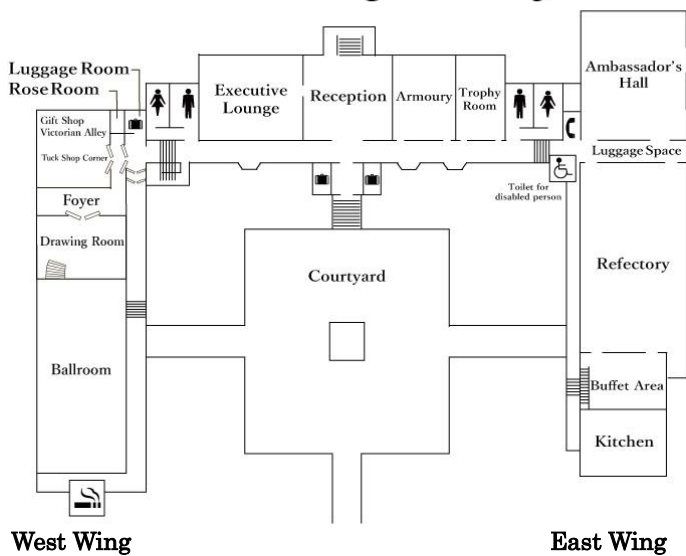 Luggage Room
Rose Room
Gift Shop
Victorian Alley
Tuck Shop Corner
Foyer
Drawing Room
Ballroom
Executive
Lounge
Reception
Armoury
Trophy
Room
Ambassador's
Hall
Luggage Space
Toilet for
disabled person
Courtyard
Refectory
Buffet Area
Kitchen
West Wing
East Wing